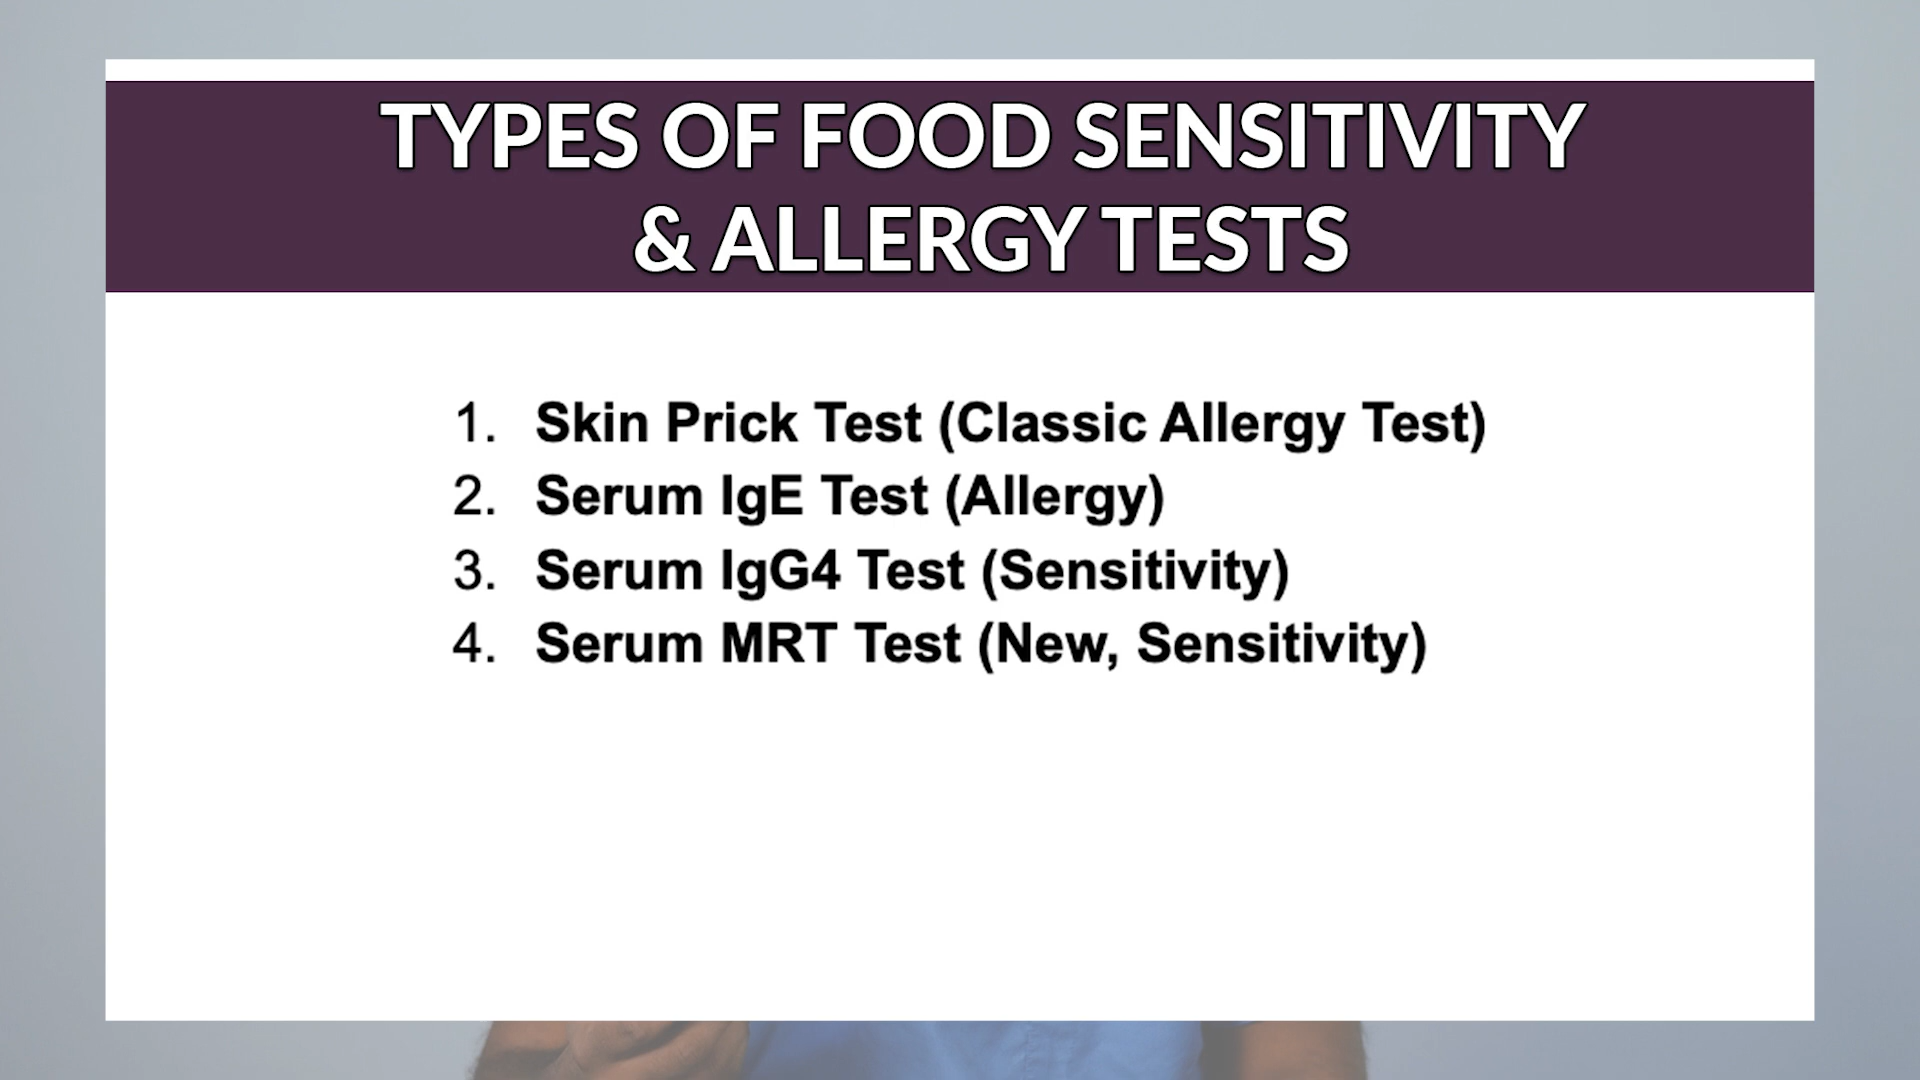 TYPES OF FOOD SENSITIVITY
& ALLERGY TESTS
1. Skin Prick Test (Classic Allergy Test)
2. Serum IgE Test (Allergy)
3. Serum IgG4 Test (Sensitivity)
4. Serum MRT Test (New, Sensitivity)